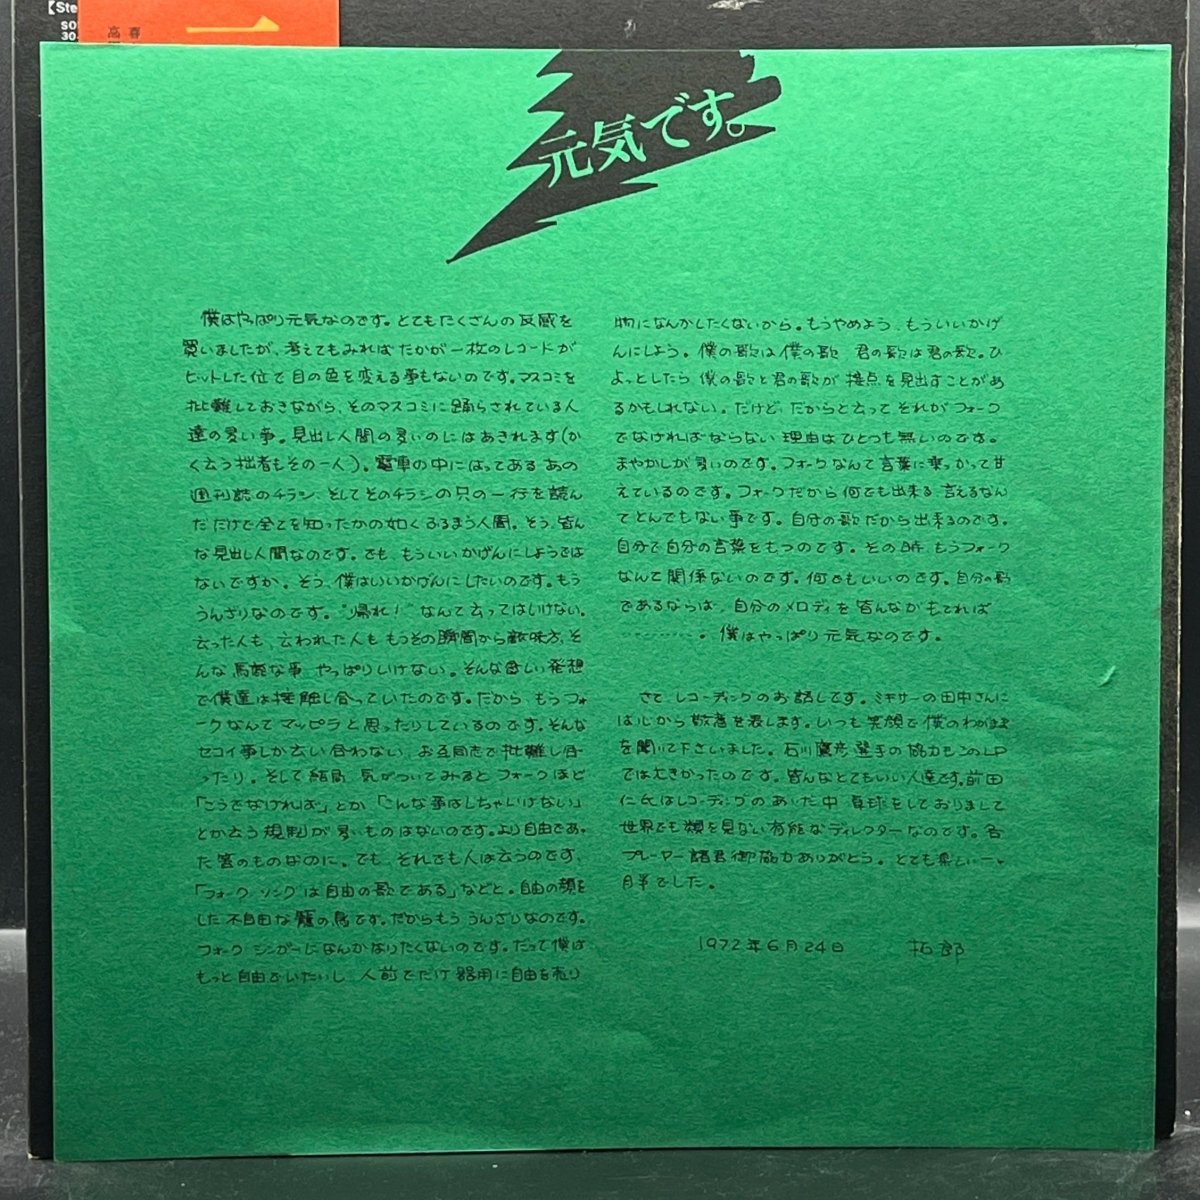 【Ste
SO
30.
高 春
元気です。
僕はやっぱり元気なのです。とてもたくさんの反感を
買いましたが、考えてもみれば たかが一枚のレコードが
ヒットした位で目の色を変える事もないのです。マスコミを
批難しておきながら、そのマスコミに踊らされている人
達の多い事。見出し人間の多いのにはあきれます(か
く云う拙者もその一人)。電車の中にはってある あの
週刊誌のチラシ、そしてそのチラシの只の一行を読ん
だだけで全てを知ったかの如くふるまう人間。そう、皆ん
な見出し人間なのです。でも、もういいかげんにしようでは
ないですか。そう、僕はいいかげんにしたいのです。もう
うんざりなのです。“帰れ!”なんて云ってはいけない。
云った人も、云われた人も もうその瞬間から敵味方、そ
んな馬鹿な事 やっぱりいけない。そんな貧しい発想
で僕達は接触し合っていたのです。だから、もうフォ
ークなんてマッピラと思ったりしているのです。そんな
セコイ事しか云い合わない、お互同志で批難し合
ったり。そして結局 気がついてみるとフォークほど
「こうでなければ」とか「こんな事はしちゃいけない」
とか云う規制が多いものはないのです。より自由であっ
た筈のものなのに。でも、それでも人は云うのです、
「フォークソングは自由の歌である」などと。自由の顔を
した不自由な籠の鳥です。だからもう うんざりなのです。
フォークシンガーになんかなりたくないのです。だって僕は
もっと自由でいたいし、人前でだけ器用に自由を売り
物になんかしたくないから。もうやめよう、もういいかげ
んにしよう。僕の歌は僕の歌 君の歌は君の歌。ひ
ょっとしたら 僕の歌と君の歌が接点を見出すことがあ
るかもしれない。だけど、だからと云って それがフォーク
でなければならない 理由はひとつも無いのです。
まやかしが多いのです。フォークなんて言葉に乗っかって甘
えているのです。フォークだから何でも出来る、言えるなん
てとんでもない事です。自分の歌だから出来るのです。
自分で自分の言葉をもつのです。その時、もうフォーク
なんて関係ないのです。何でもいいのです。自分の歌
であるならば、自分のメロディを皆んながもてれば
…………。僕はやっぱり元気なのです。
さて レコーディングのお話しです。ミキサーの田中さんに
は心から敬意を表します。いつも笑顔で僕のわがまま
を聞いて下さいました。石川鷹彦選手の協力もこのLP
では大きかったのです。皆んなとてもいい人達です。前田
仁氏はレコーディングのあいた中 卓球をしておりまして
世界でも類を見ない有能なディレクターなのです。各
プレーヤー諸君御協力ありがとう。とても楽しい一ヶ
月半でした。
1972年6月24日 拓郎